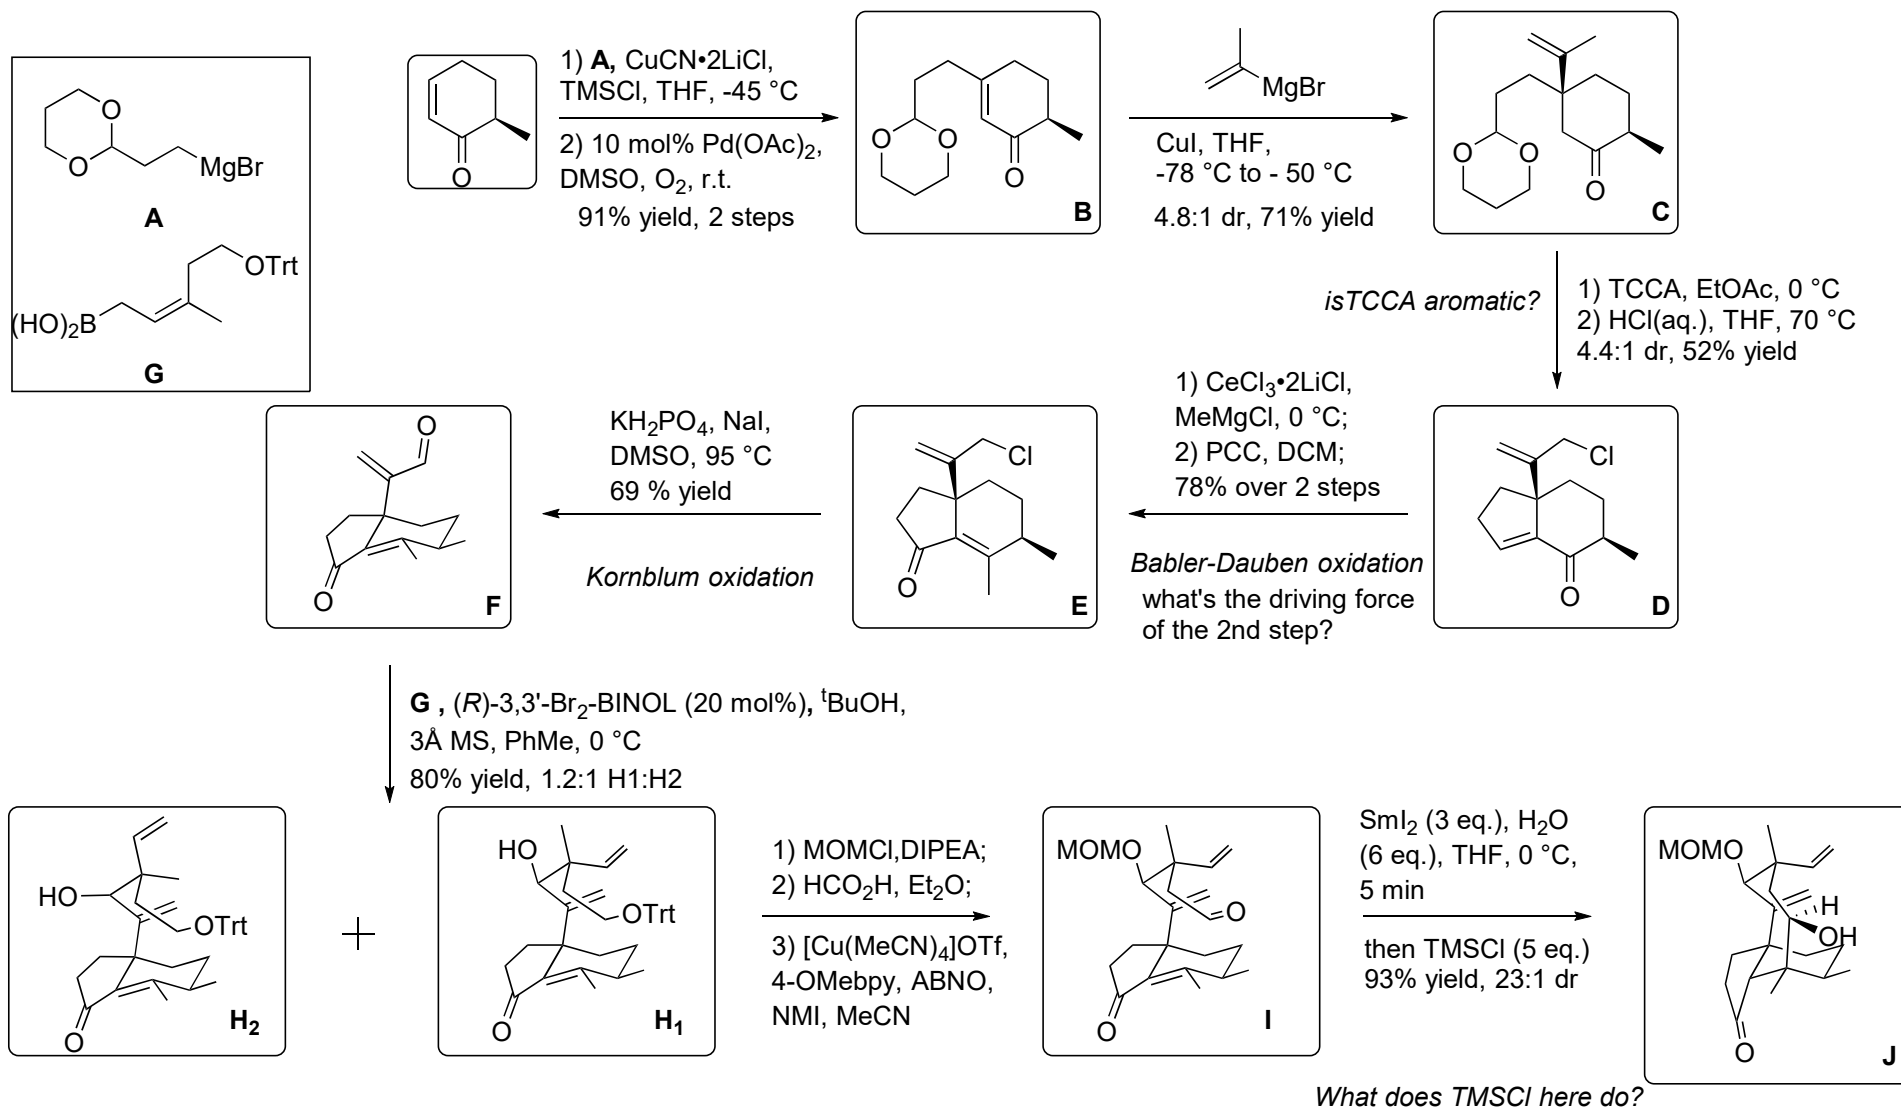 O
O
MgBr
A
OTrt
(HO)2B
G
O
1) A, CuCN•2LiCl,
TMSCl, THF, -45 °C
2) 10 mol% Pd(OAc)2,
DMSO, O2, r.t.
91% yield, 2 steps
O
O
O
B
MgBr
CuI, THF,
-78 °C to - 50 °C
4.8:1 dr, 71% yield
O
O
O
C
isTCCA aromatic?
1) TCCA, EtOAc, 0 °C
2) HCl(aq.), THF, 70 °C
4.4:1 dr, 52% yield
Cl
O
D
1) CeCl3•2LiCl,
MeMgCl, 0 °C;
2) PCC, DCM;
78% over 2 steps
Babler-Dauben oxidation
what's the driving force
of the 2nd step?
Cl
O
E
KH2PO4, NaI,
DMSO, 95 °C
69 % yield
Kornblum oxidation
O
O
F
G , (R)-3,3'-Br2-BINOL (20 mol%), tBuOH,
3Å MS, PhMe, 0 °C
80% yield, 1.2:1 H1:H2
HO
OTrt
O
H2
HO
OTrt
O
H1
1) MOMCl,DIPEA;
2) HCO2H, Et2O;
3) [Cu(MeCN)4]OTf,
4-OMebpy, ABNO,
NMI, MeCN
MOMO
O
O
I
SmI2 (3 eq.), H2O
(6 eq.), THF, 0 °C,
5 min
then TMSCl (5 eq.)
93% yield, 23:1 dr
MOMO
H
OH
O
J
What does TMSCl here do?